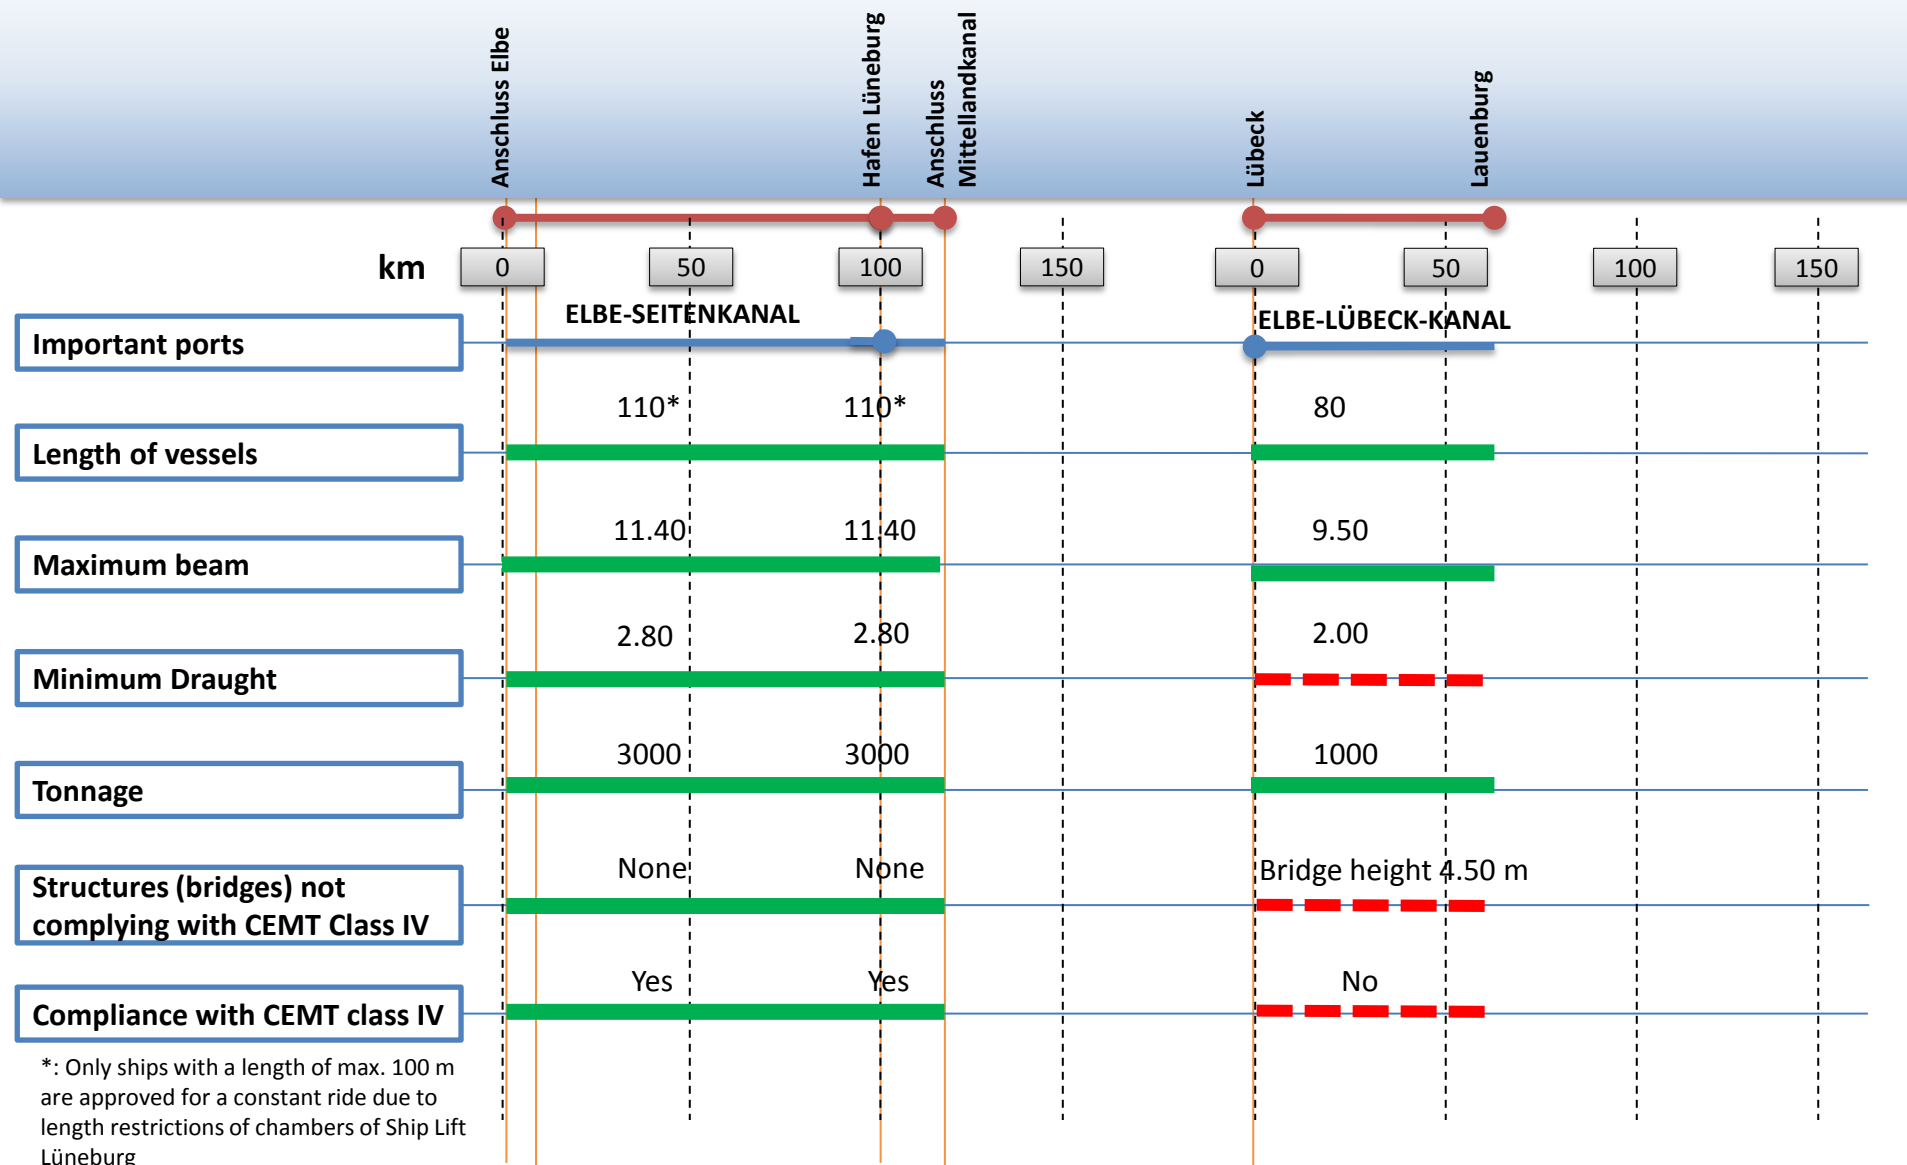 Anschluss Elbe
Hafen Lüneburg
Anschluss
Mittellandkanal
Lübeck
Lauenburg
km
0
50
100
150
0
50
100
150
ELBE-SEITENKANAL
ELBE-LÜBECK-KANAL
Important ports
110*
110*
80
Length of vessels
11.40
11.40
9.50
Maximum beam
2.80
2.80
2.00
Minimum Draught
3000
3000
1000
Tonnage
None
None
Bridge height 4.50 m
Structures (bridges) not
complying with CEMT Class IV
Yes
Yes
No
Compliance with CEMT class IV
*: Only ships with a length of max. 100 m
are approved for a constant ride due to
length restrictions of chambers of Ship Lift
Lüneburg